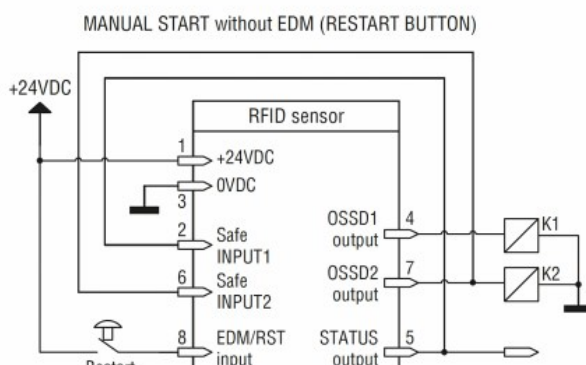 MANUAL START without EDM (RESTART BUTTON)
+24VDC
RFID sensor
1
+24VDC
0VDC
3
2
Safe
INPUT1
6
Safe
INPUT2
8
EDM/RST
input
Restart
OSSD1
output
4
K1
OSSD2
output
7
K2
STATUS
output
5